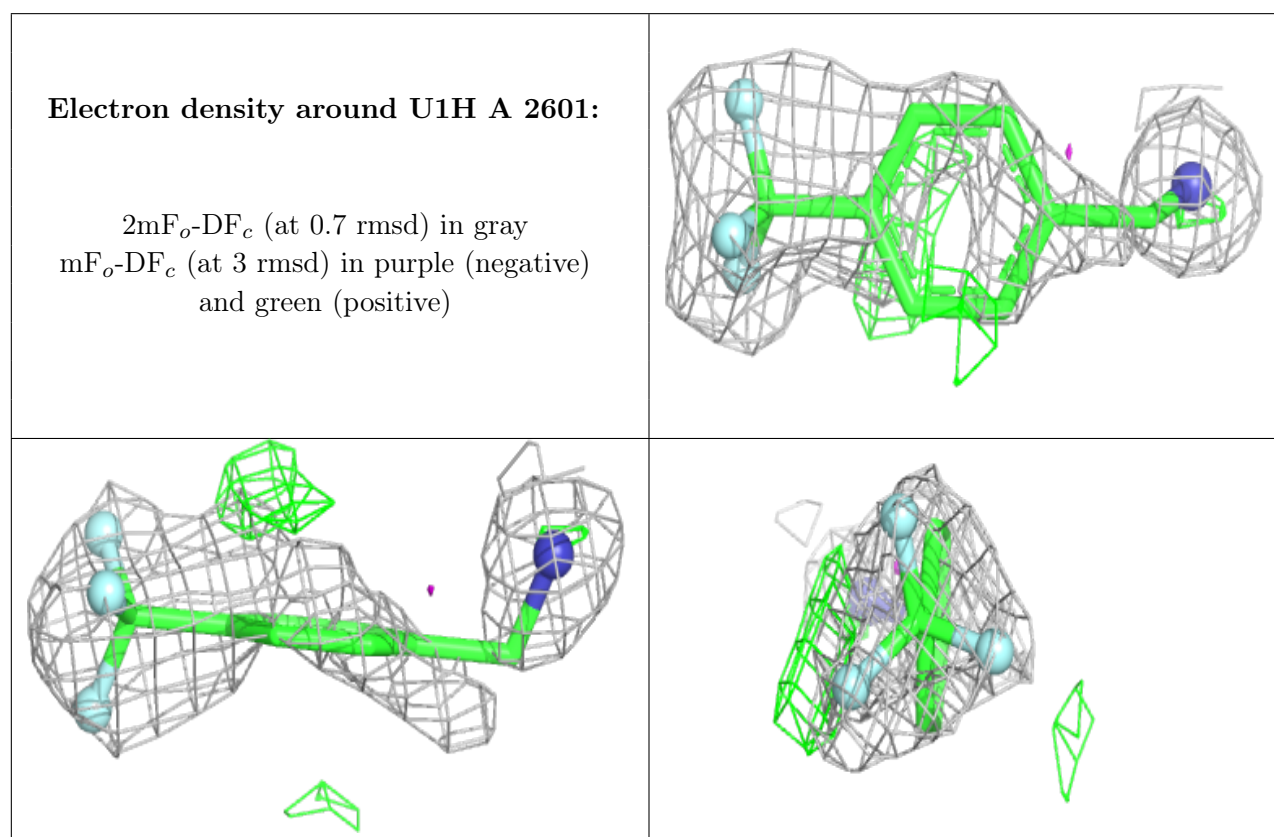 Electron density around U1H A 2601:
2mFo-DFc (at 0.7 rmsd) in gray
mFo-DFc (at 3 rmsd) in purple (negative)
and green (positive)